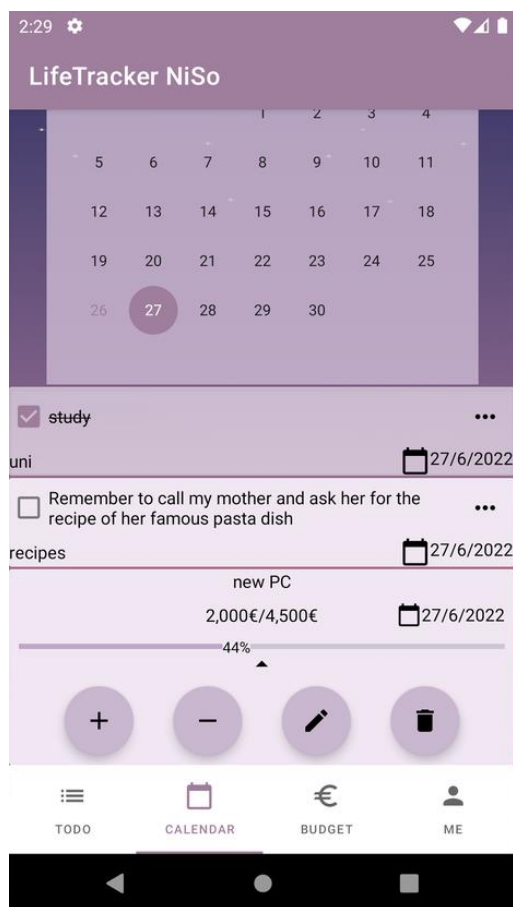 2:29
LifeTracker NiSo
1 2 3 4
5 6 7 8 9 10 11
12 13 14 15 16 17 18
19 20 21 22 23 24 25
26 27 28 29 30
study
uni 27/6/2022
Remember to call my mother and ask her for the
recipe of her famous pasta dish
recipes 27/6/2022
new PC
2,000€/4,500€ 27/6/2022
44%
TODO CALENDAR BUDGET ME